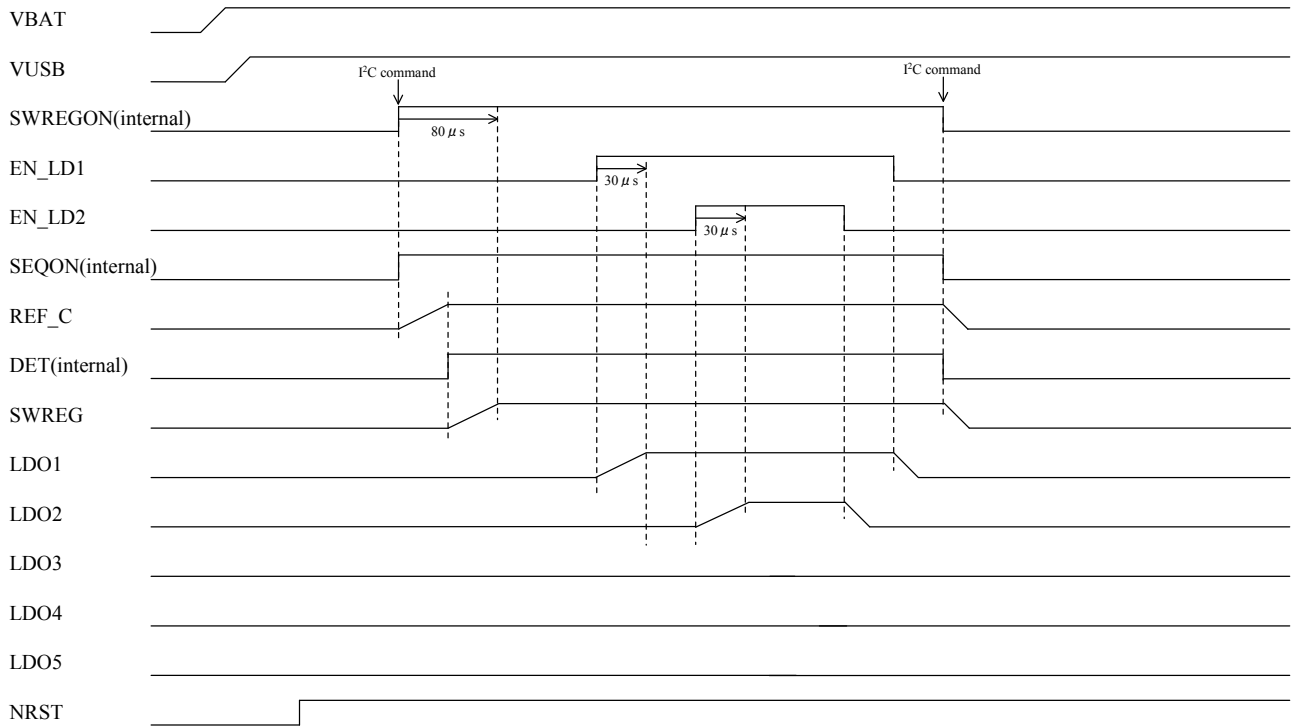 VBAT
VUSB
I²C command
I²C command
SWREGON(internal)
80 μ s
EN_LD1
30 μ s
EN_LD2
30 μ s
SEQON(internal)
REF_C
DET(internal)
SWREG
LDO1
LDO2
LDO3
LDO4
LDO5
NRST